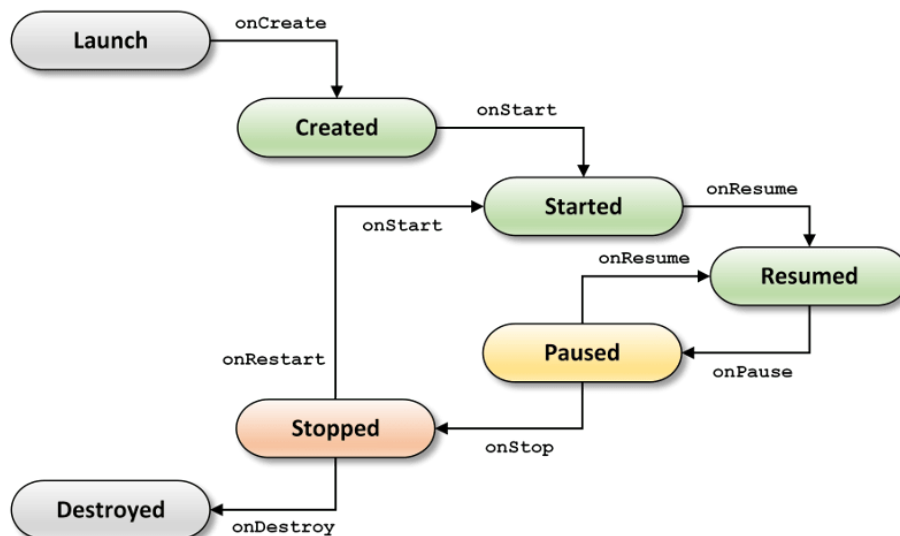 onCreate
Launch
Created
onStart
Started
onResume
onStart
onResume
Resumed
Paused
onRestart
onPause
Stopped
onStop
Destroyed
onDestroy